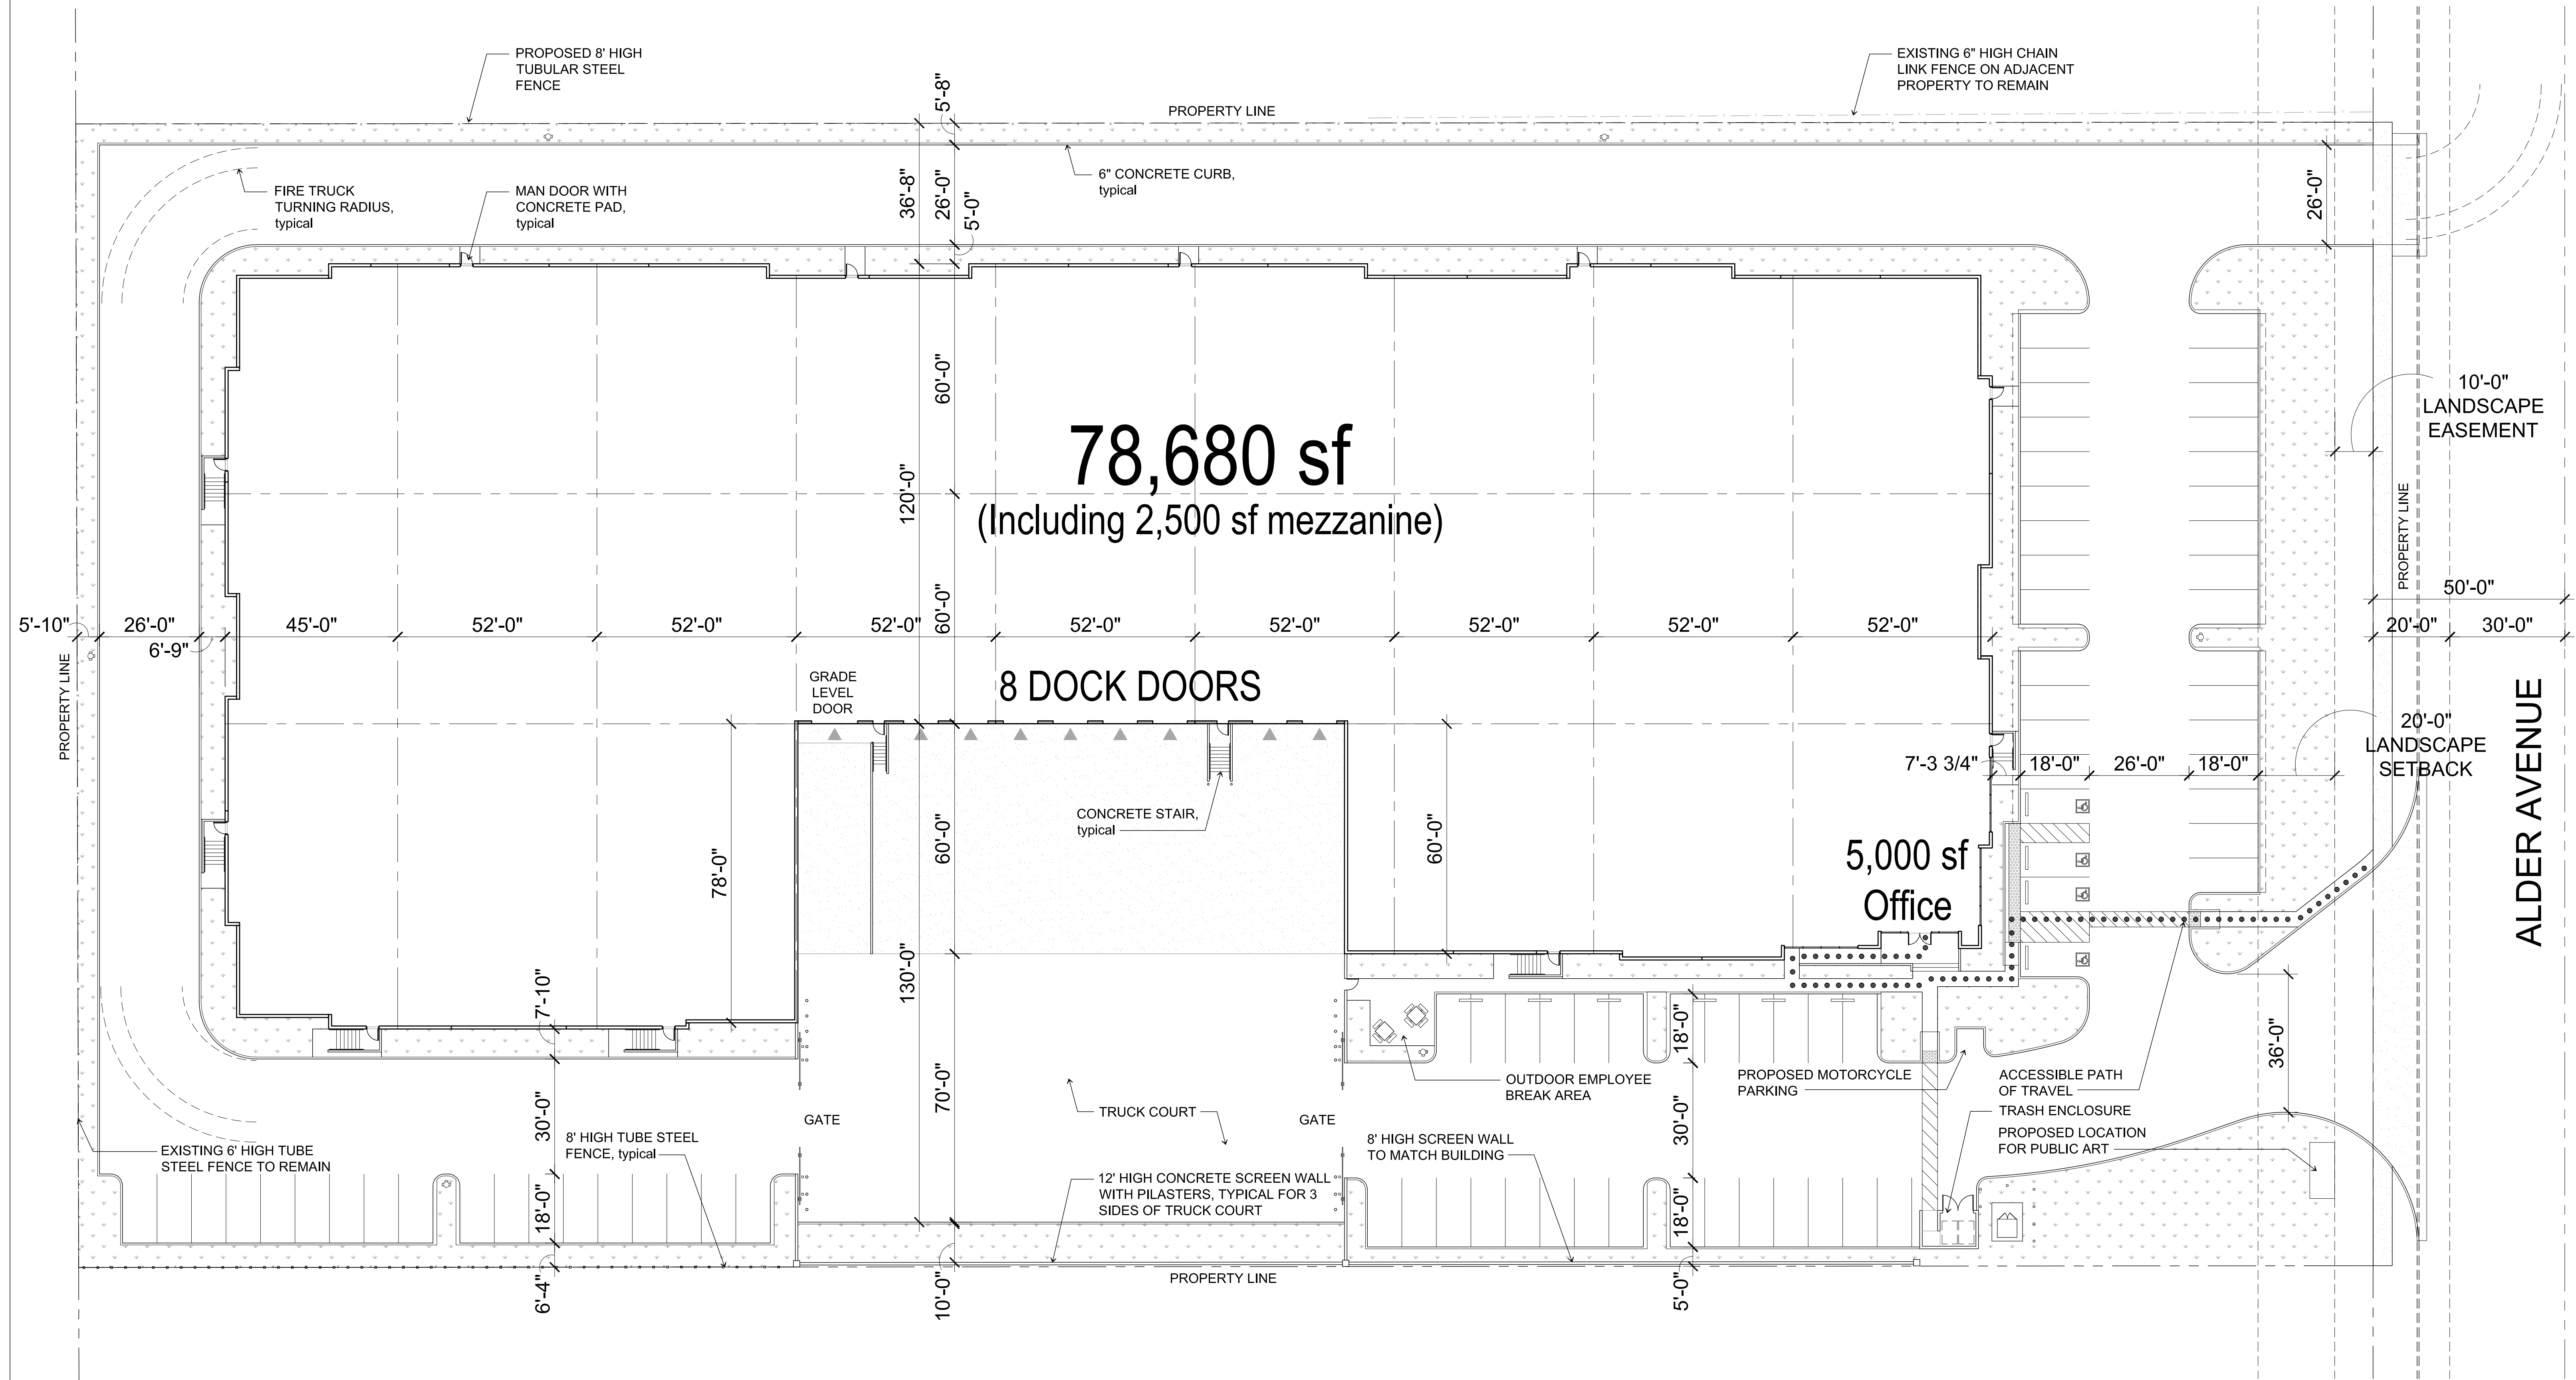 PROPOSED 8' HIGH
TUBULAR STEEL
FENCE
5'-8"
PROPERTY LINE
EXISTING 6" HIGH CHAIN
LINK FENCE ON ADJACENT
PROPERTY TO REMAIN
FIRE TRUCK
TURNING RADIUS,
typical
MAN DOOR WITH
CONCRETE PAD,
typical
36'-8"
26'-0"
5'-0"
6" CONCRETE CURB,
typical
26'-0"
60'-0"
120'-0"
78,680 sf
(Including 2,500 sf mezzanine)
10'-0"
LANDSCAPE
EASEMENT
PROPERTY LINE
50'-0"
5'-10"
26'-0"
6'-9"
45'-0"
52'-0"
52'-0"
52'-0"
60'-0"
52'-0"
52'-0"
52'-0"
52'-0"
52'-0"
20'-0"
30'-0"
PROPERTY LINE
GRADE
LEVEL
DOOR
8 DOCK DOORS
20'-0"
LANDSCAPE
SETBACK
7'-3 3/4"
18'-0"
26'-0"
18'-0"
ALDER AVENUE
CONCRETE STAIR,
typical
78'-0"
60'-0"
60'-0"
5,000 sf
Office
130'-0"
7'-10"
70'-0"
18'-0"
36'-0"
OUTDOOR EMPLOYEE
BREAK AREA
PROPOSED MOTORCYCLE
PARKING
ACCESSIBLE PATH
OF TRAVEL
TRASH ENCLOSURE
PROPOSED LOCATION
FOR PUBLIC ART
GATE
TRUCK COURT
GATE
30'-0"
30'-0"
EXISTING 6' HIGH TUBE
STEEL FENCE TO REMAIN
8' HIGH TUBE STEEL
FENCE, typical
8' HIGH SCREEN WALL
TO MATCH BUILDING
12' HIGH CONCRETE SCREEN WALL
WITH PILASTERS, TYPICAL FOR 3
SIDES OF TRUCK COURT
18'-0"
18'-0"
6'-4"
10'-0"
PROPERTY LINE
5'-0"